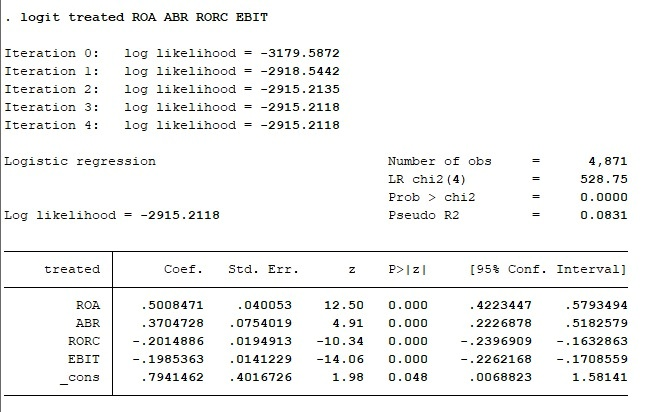 . logit treated ROA ABR RORC EBIT
Iteration 0: log likelihood = -3179.5872
Iteration 1: log likelihood = -2918.5442
Iteration 2: log likelihood = -2915.2135
Iteration 3: log likelihood = -2915.2118
Iteration 4: log likelihood = -2915.2118
Logistic regression Number of obs = 4,871
LR chi2(4) = 528.75
Prob > chi2 = 0.0000
Log likelihood = -2915.2118 Pseudo R2 = 0.0831
treated Coef. Std. Err. z P>|z| [95% Conf. Interval]
ROA .5008471 .040053 12.50 0.000 .4223447 .5793494
ABR .3704728 .0754019 4.91 0.000 .2226878 .5182579
RORC -.2014886 .0194913 -10.34 0.000 -.2396909 -.1632863
EBIT -.1985363 .0141229 -14.06 0.000 -.2262168 -.1708559
_cons .7941462 .4016726 1.98 0.048 .0068823 1.58141